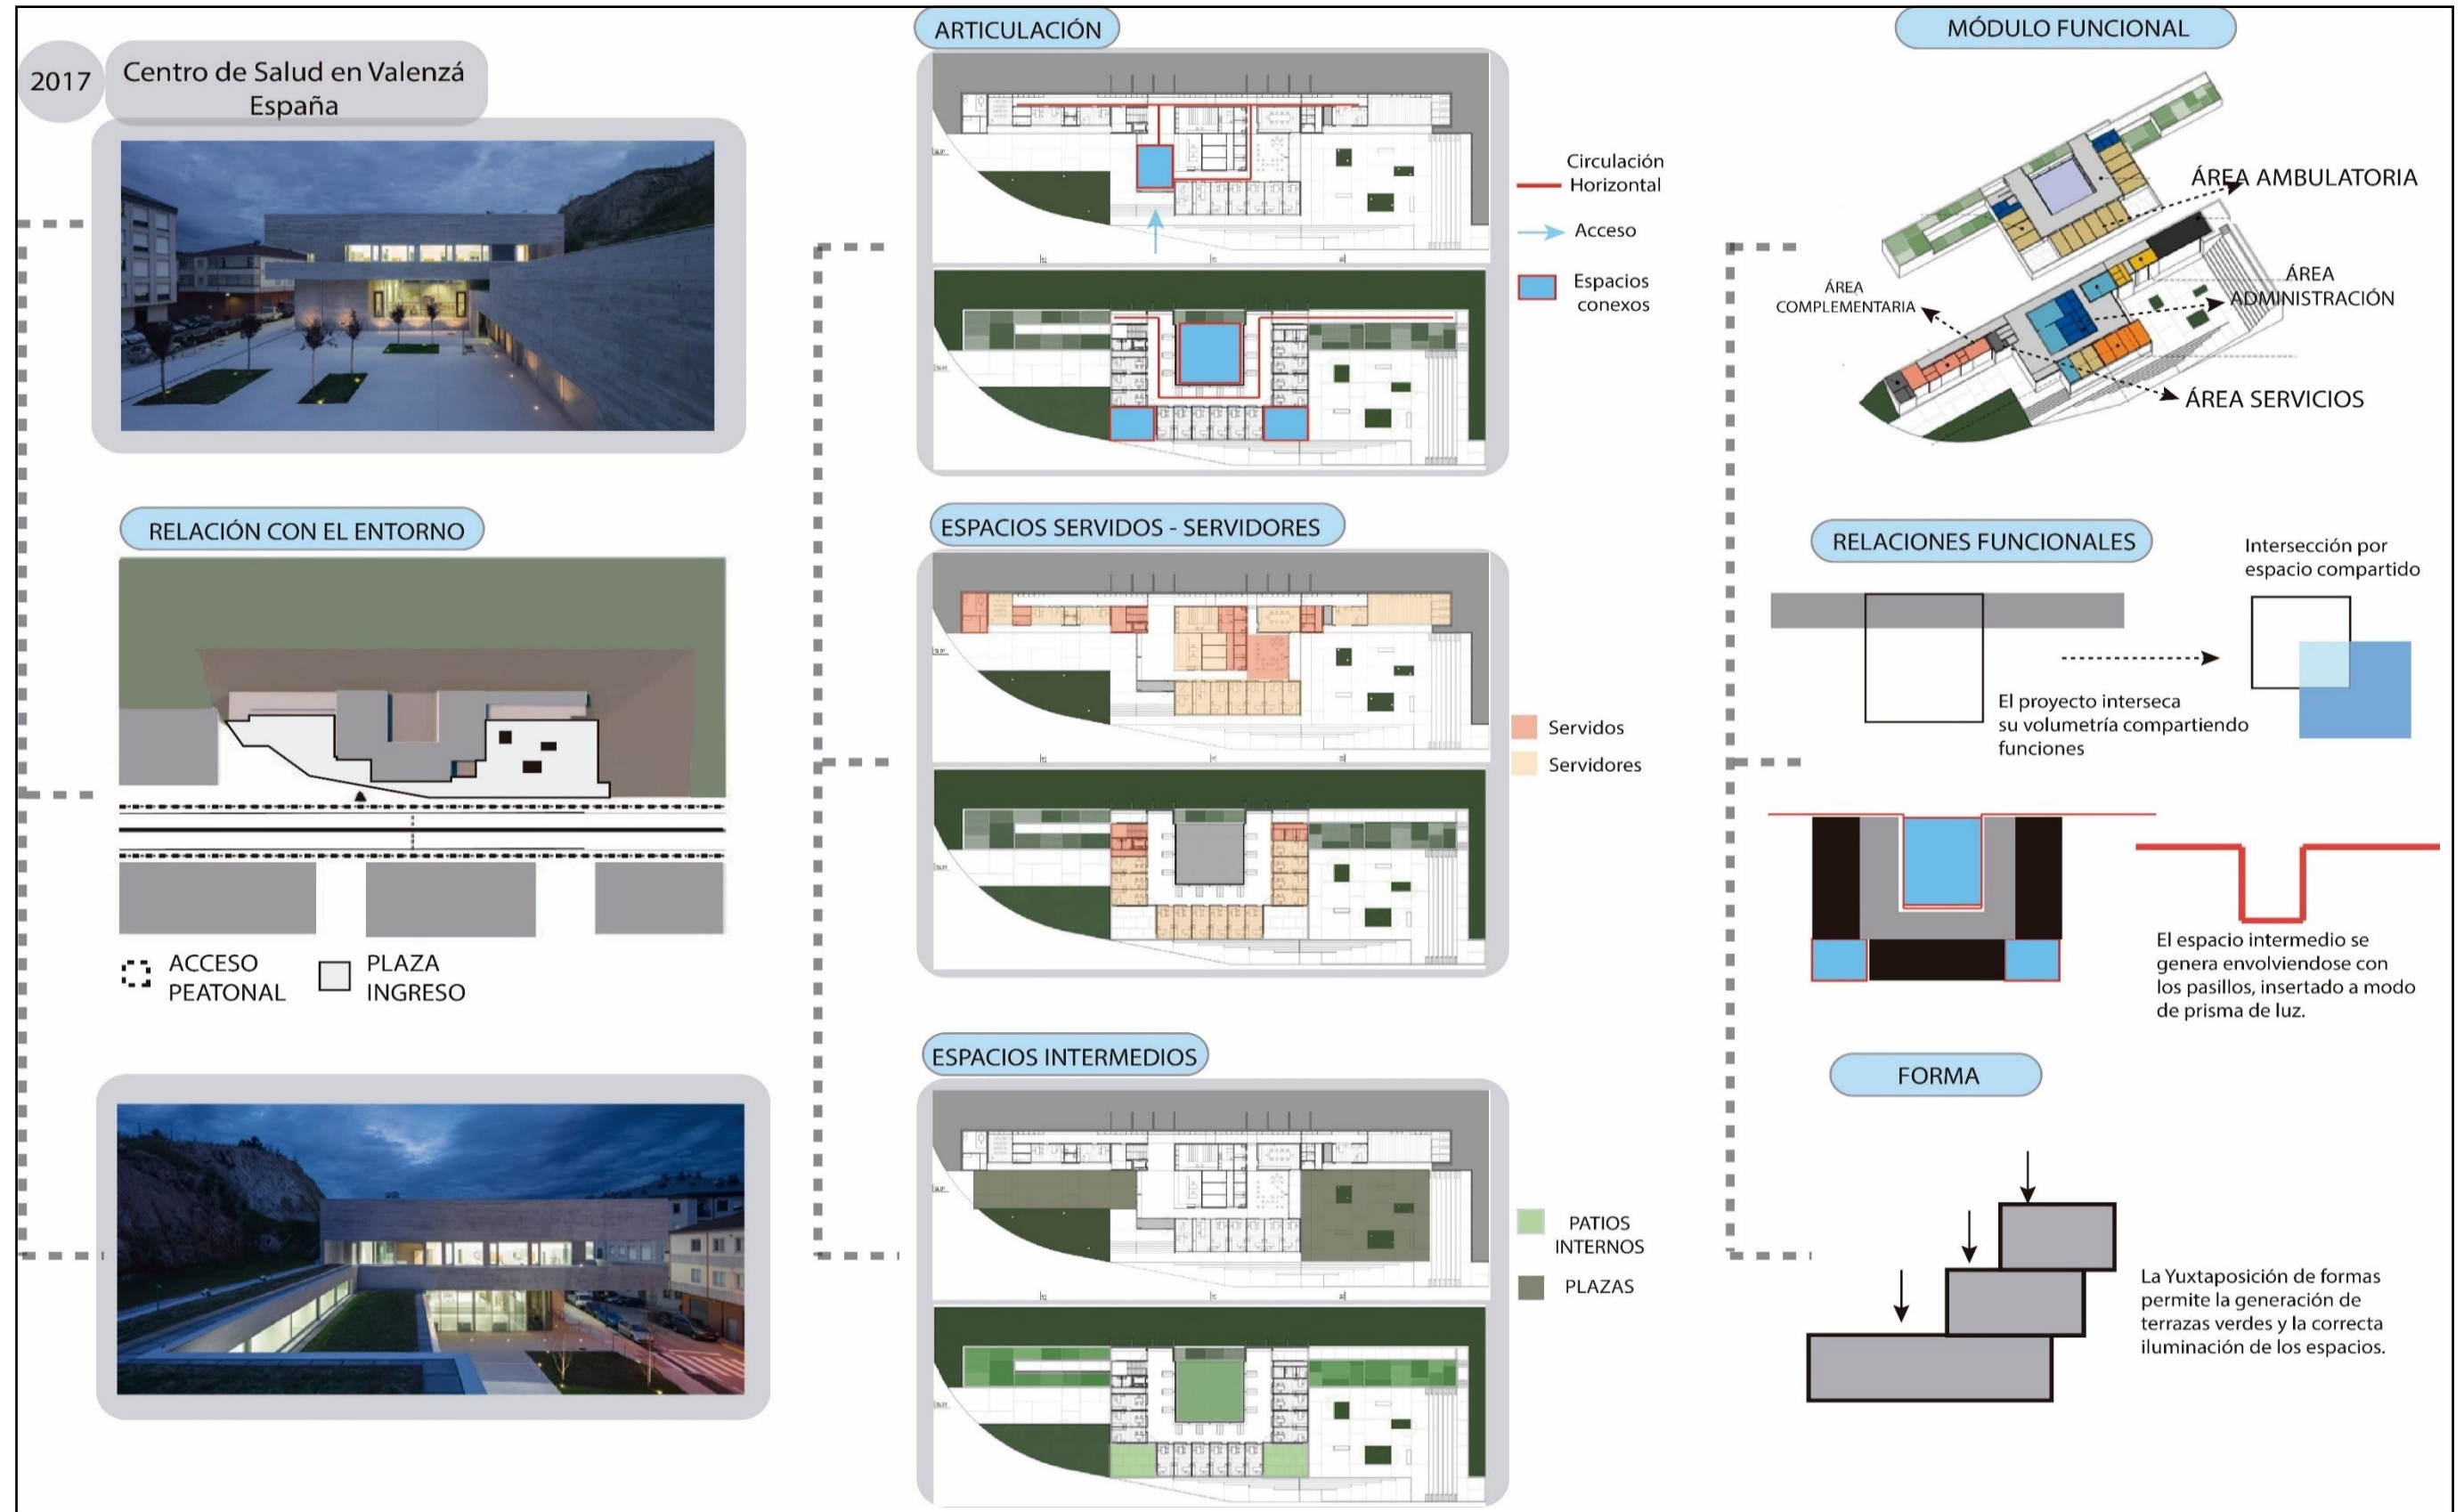 2017
Centro de Salud en Valenzá
España
RELACIÓN CON EL ENTORNO
ACCESO
PEATONAL
PLAZA
INGRESO
ARTICULACIÓN
Circulación
Horizontal
Acceso
Espacios
conexos
ESPACIOS SERVIDOS - SERVIDORES
Servidos
Servidores
ESPACIOS INTERMEDIOS
PATIOS
INTERNOS
PLAZAS
MÓDULO FUNCIONAL
ÁREA AMBULATORIA
ÁREA
COMPLEMENTARIA
ÁREA
ADMINISTRACIÓN
ÁREA SERVICIOS
RELACIONES FUNCIONALES
Intersección por
espacio compartido
El proyecto interseca
su volumetría compartiendo
funciones
El espacio intermedio se
genera envolviendose con
los pasillos, insertado a modo
de prisma de luz.
FORMA
La Yuxtaposición de formas
permite la generación de
terrazas verdes y la correcta
iluminación de los espacios.